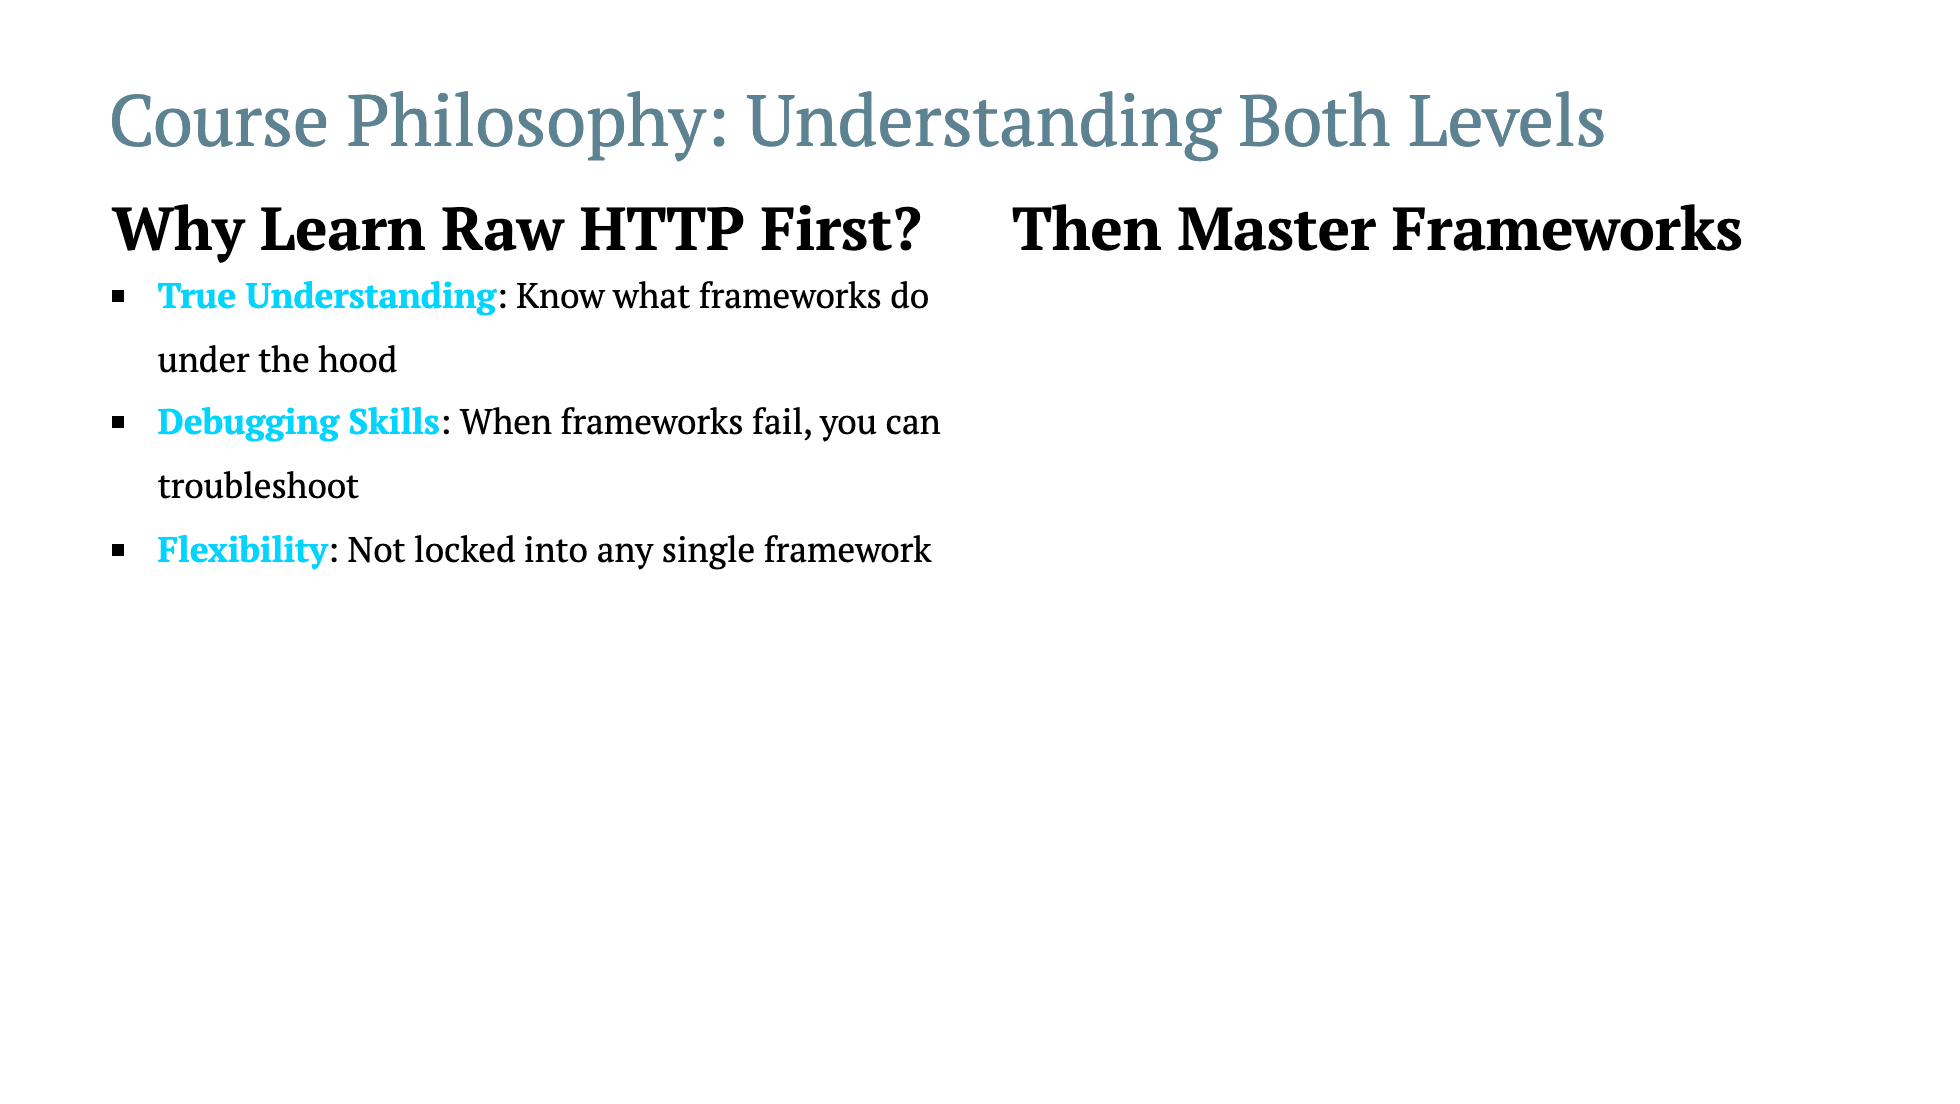 Course Philosophy: Understanding Both Levels
Why Learn Raw HTTP First?
True Understanding: Know what frameworks do
under the hood
Debugging Skills: When frameworks fail, you can
troubleshoot
Flexibility: Not locked into any single framework
Then Master Frameworks